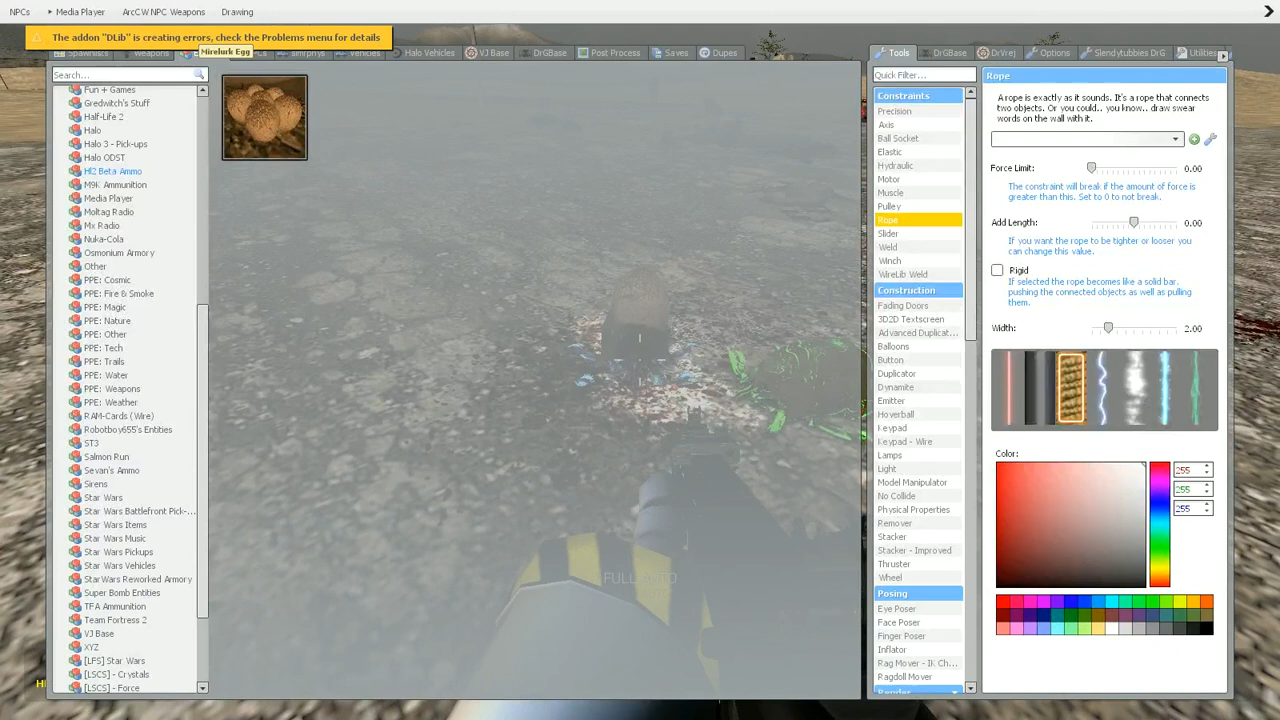 NPCs
Media Player
ArcCW NPC Weapons
Drawing
The addon "DLib" is creating errors, check the Problems menu for details
Mirelurk Egg
Halo Vehicles
VJ Base
DrGBase
Post Process
Saves
Dupes
Search...
Fun + Games
Gredwitch's Stuff
Half-Life 2
Halo
Halo 3 - Pick-ups
Halo ODST
Hl2 Beta Ammo
M9K Ammunition
Media Player
Moltag Radio
Mx Radio
Nuka-Cola
Osmonium Armory
Other
PPE: Cosmic
PPE: Fire & Smoke
PPE: Magic
PPE: Nature
PPE: Other
PPE: Tech
PPE: Trails
PPE: Water
PPE: Weapons
PPE: Weather
RAM-Cards (Wire)
Robotboy655's Entities
ST3
Salmon Run
Sevan's Ammo
Sirens
Star Wars
Star Wars Battlefront Pick-...
Star Wars Items
Star Wars Music
Star Wars Pickups
Star Wars Vehicles
StarWars Reworked Armory
Super Bomb Entities
TFA Ammunition
Team Fortress 2
VJ Base
XYZ
[LFS] Star Wars
[LSCS] - Crystals
[LSCS] - Force
FULL-AUTO
Tools
DrGBase
DrVrej
Options
Slendytubbies DrG
Utilities
Quick Filter...
Constraints
Precision
Axis
Ball Socket
Elastic
Hydraulic
Motor
Muscle
Pulley
Rope
Slider
Weld
Winch
WireLib Weld
Construction
Fading Doors
3D2D Textscreen
Advanced Duplicat...
Balloons
Button
Duplicator
Dynamite
Emitter
Hoverball
Keypad
Keypad - Wire
Lamps
Light
Model Manipulator
No Collide
Physical Properties
Remover
Stacker
Stacker - Improved
Thruster
Wheel
Posing
Eye Poser
Face Poser
Finger Poser
Inflator
Rag Mover - IK Ch...
Ragdoll Mover
Render
Rope
A rope is exactly as it sounds. It's a rope that connects
two objects. Or you could.. you know.. draw swear
words on the wall with it.
Force Limit:
0.00
The constraint will break if the amount of force is
greater than this. Set to 0 to not break.
Add Length:
0.00
If you want the rope to be tighter or looser you
can change this value.
Rigid
If selected the rope becomes like a solid bar,
pushing the connected objects as well as pulling
them.
Width:
2.00
Color:
255
255
255